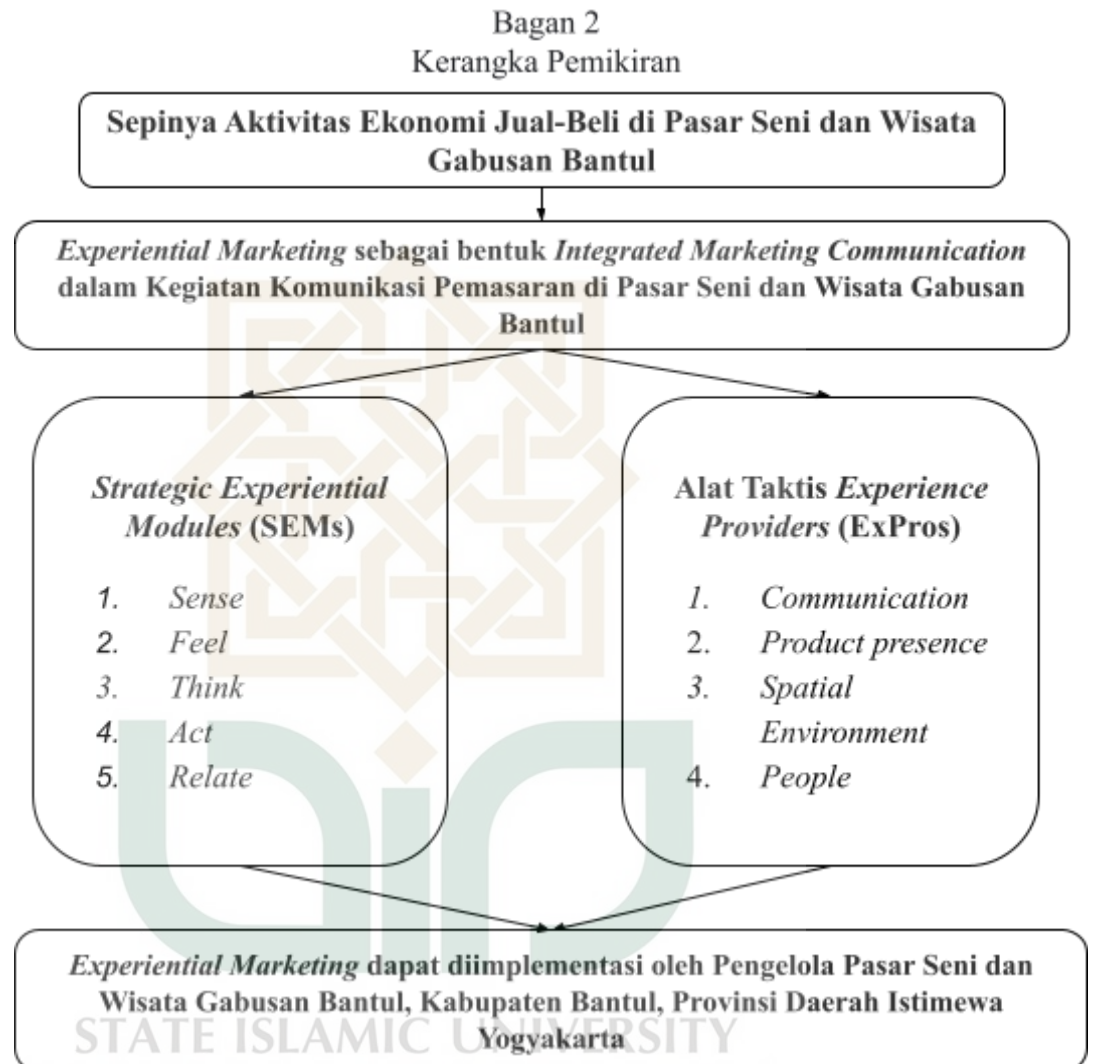 Bagan 2
Kerangka Pemikiran
Sepinya Aktivitas Ekonomi Jual-Beli di Pasar Seni dan Wisata
Gabusan Bantul
Experiential Marketing sebagai bentuk Integrated Marketing Communication
dalam Kegiatan Komunikasi Pemasaran di Pasar Seni dan Wisata Gabusan
Bantul
Strategic Experiential
Modules (SEMs)
1. Sense
2. Feel
3. Think
4. Act
5. Relate
Alat Taktis Experience
Providers (ExPros)
1. Communication
2. Product presence
3. Spatial
Environment
4. People
Experiential Marketing dapat diimplementasi oleh Pengelola Pasar Seni dan
Wisata Gabusan Bantul, Kabupaten Bantul, Provinsi Daerah Istimewa
Yogyakarta
STATE ISLAMIC UNIVERSITY